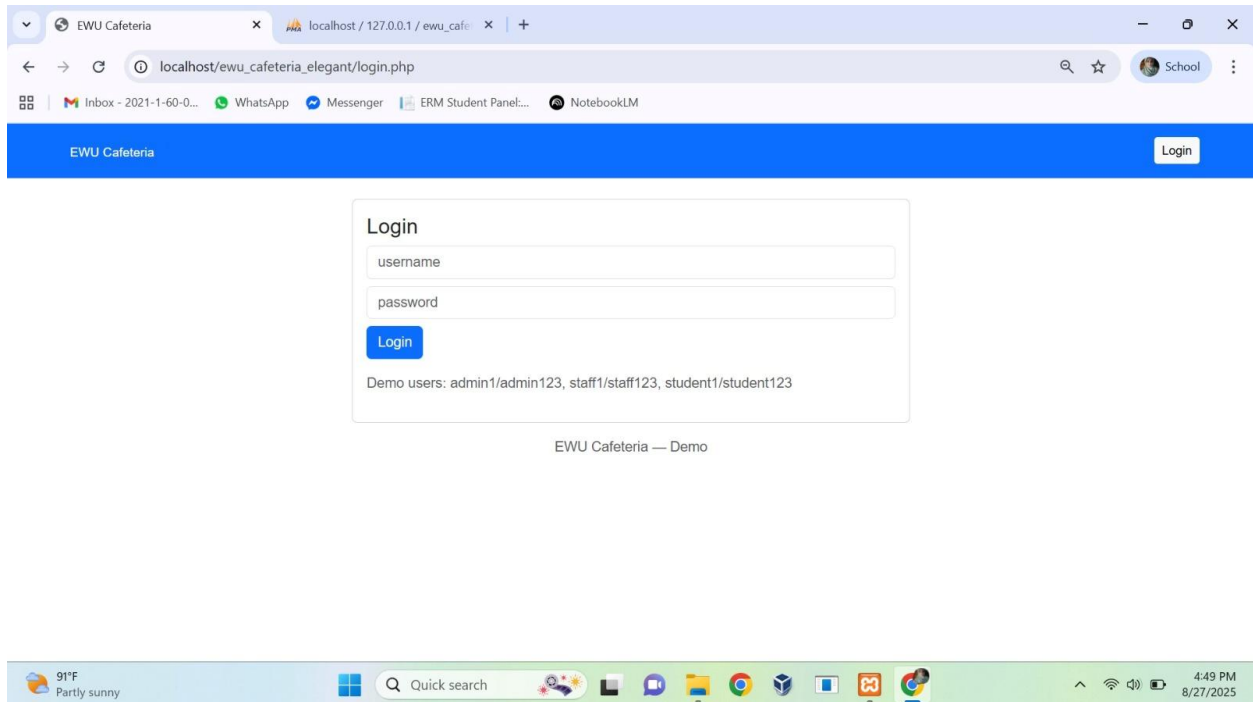 EWU Cafeteria
localhost / 127.0.0.1 / ewu_cafe
localhost/ewu_cafeteria_elegant/login.php
School
Inbox - 2021-1-60-0...
WhatsApp
Messenger
ERM Student Panel:...
NotebookLM
EWU Cafeteria
Login
Login
username
password
Login
Demo users: admin1/admin123, staff1/staff123, student1/student123
EWU Cafeteria — Demo
91°F
Partly sunny
Quick search
4:49 PM
8/27/2025